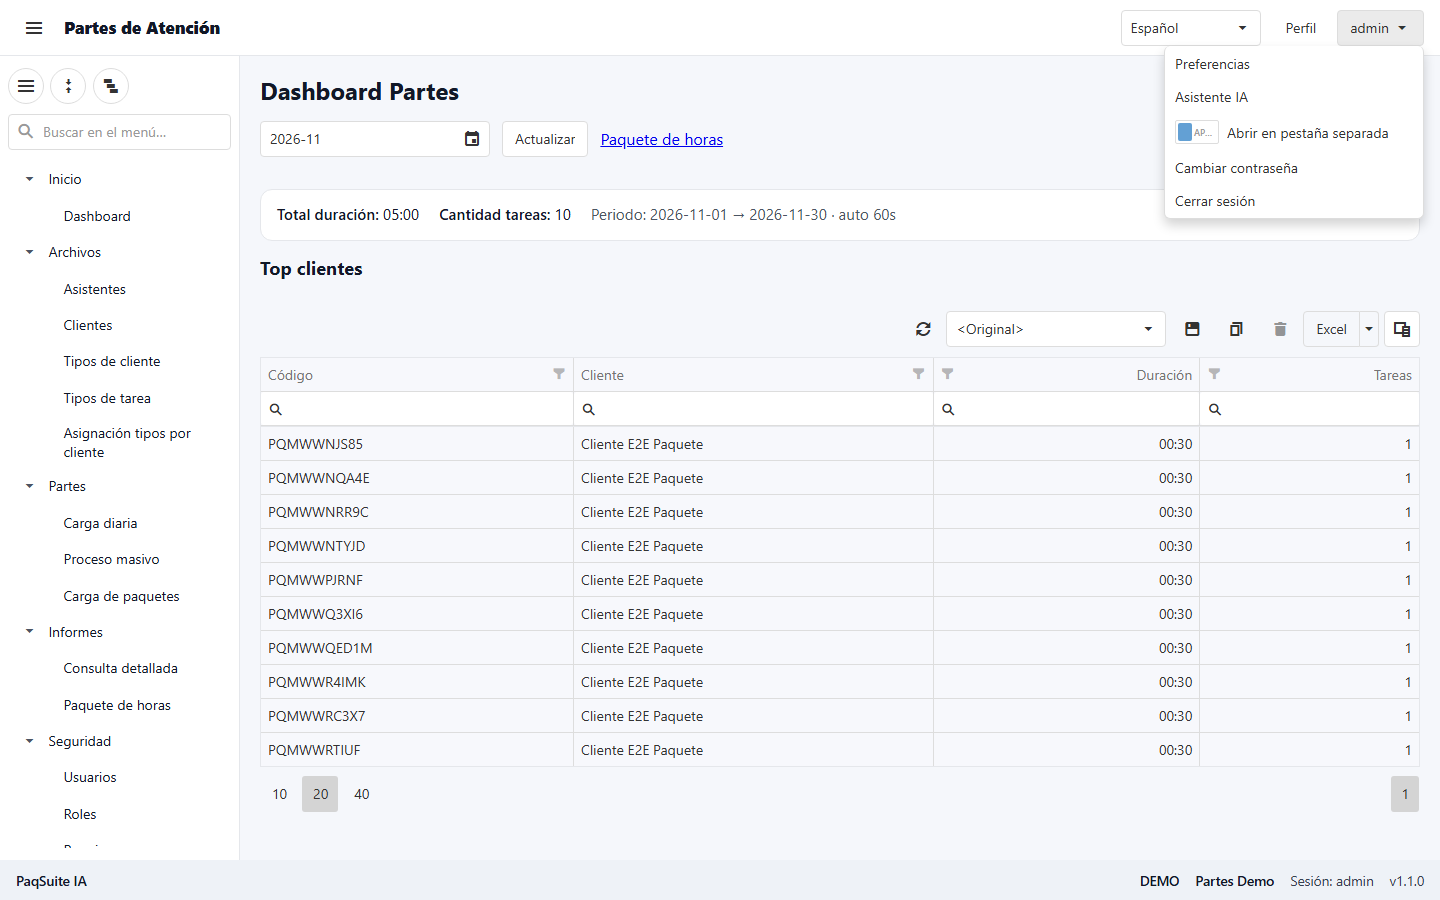 Partes de Atención
Español
Perfil
admin
Preferencias
Asistente IA
AP... Abrir en pestaña separada
Cambiar contraseña
Cerrar sesión
Buscar en el menú...
Inicio
Dashboard
Archivos
Asistentes
Clientes
Tipos de cliente
Tipos de tarea
Asignación tipos por
cliente
Partes
Carga diaria
Proceso masivo
Carga de paquetes
Informes
Consulta detallada
Paquete de horas
Seguridad
Usuarios
Roles
Dashboard Partes
2026-11
Actualizar
Paquete de horas
Total duración: 05:00 Cantidad tareas: 10 Periodo: 2026-11-01 → 2026-11-30 · auto 60s
Top clientes
<Original>
Excel
Código Cliente Duración Tareas
PQMWWNJS85 Cliente E2E Paquete 00:30 1
PQMWWNQA4E Cliente E2E Paquete 00:30 1
PQMWWNRR9C Cliente E2E Paquete 00:30 1
PQMWWNTYJD Cliente E2E Paquete 00:30 1
PQMWWPJRNF Cliente E2E Paquete 00:30 1
PQMWWQ3XI6 Cliente E2E Paquete 00:30 1
PQMWWQED1M Cliente E2E Paquete 00:30 1
PQMWWR4IMK Cliente E2E Paquete 00:30 1
PQMWWRC3X7 Cliente E2E Paquete 00:30 1
PQMWWRTIUF Cliente E2E Paquete 00:30 1
10 20 40 1
PaqSuite IA
DEMO Partes Demo Sesión: admin v1.1.0